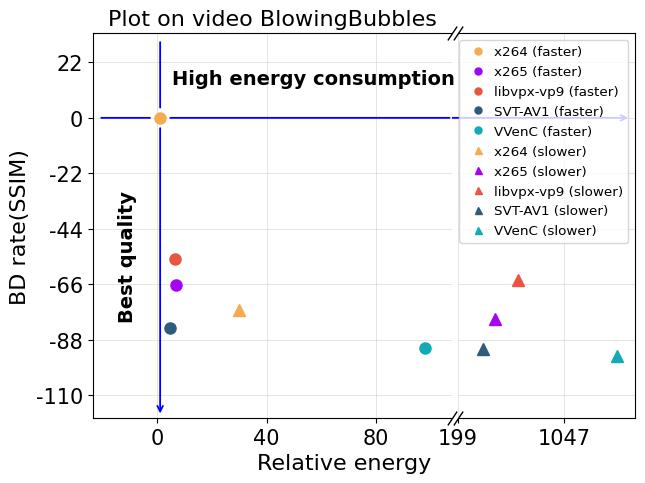 Plot on video BlowingBubbles
High energy consumption
Best quality
BD rate(SSIM)
22
0
-22
-44
-66
-88
-110
0
40
80
199
1047
Relative energy
x264 (faster)
x265 (faster)
libvpx-vp9 (faster)
SVT-AV1 (faster)
VVenC (faster)
x264 (slower)
x265 (slower)
libvpx-vp9 (slower)
SVT-AV1 (slower)
VVenC (slower)